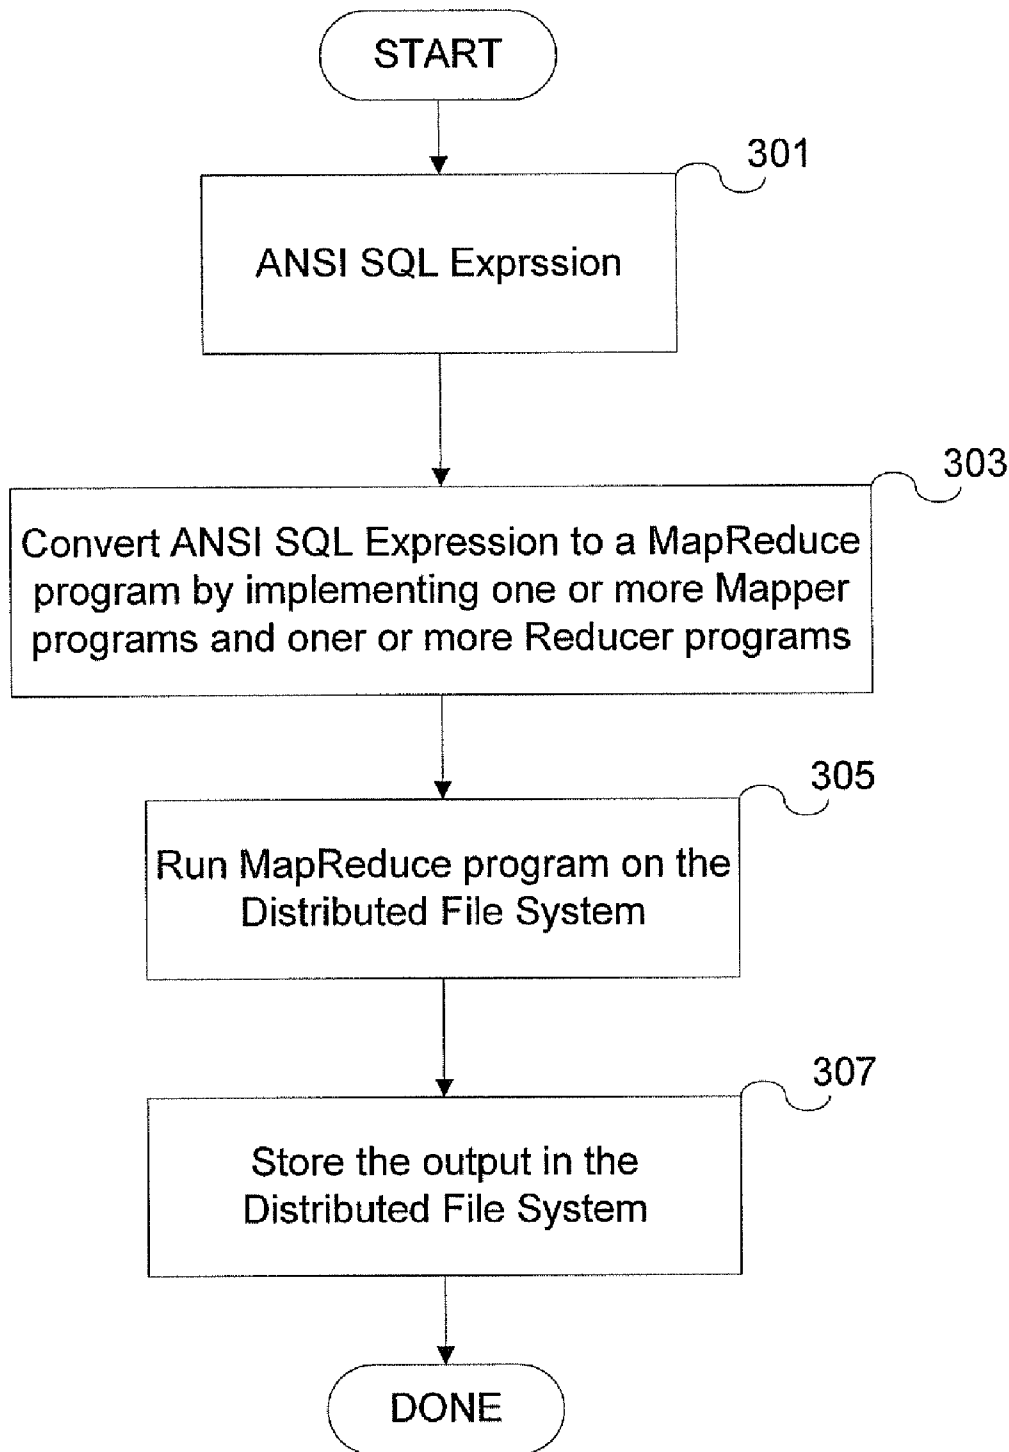 START
301
ANSI SQL Exprssion
303
Convert ANSI SQL Expression to a MapReduce
program by implementing one or more Mapper
programs and oner or more Reducer programs
305
Run MapReduce program on the
Distributed File System
307
Store the output in the
Distributed File System
DONE